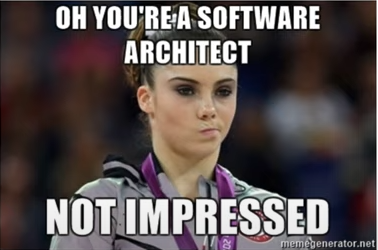 OH YOU'RE A SOFTWARE
ARCHITECT
NOT IMPRESSED
memegenerator.net